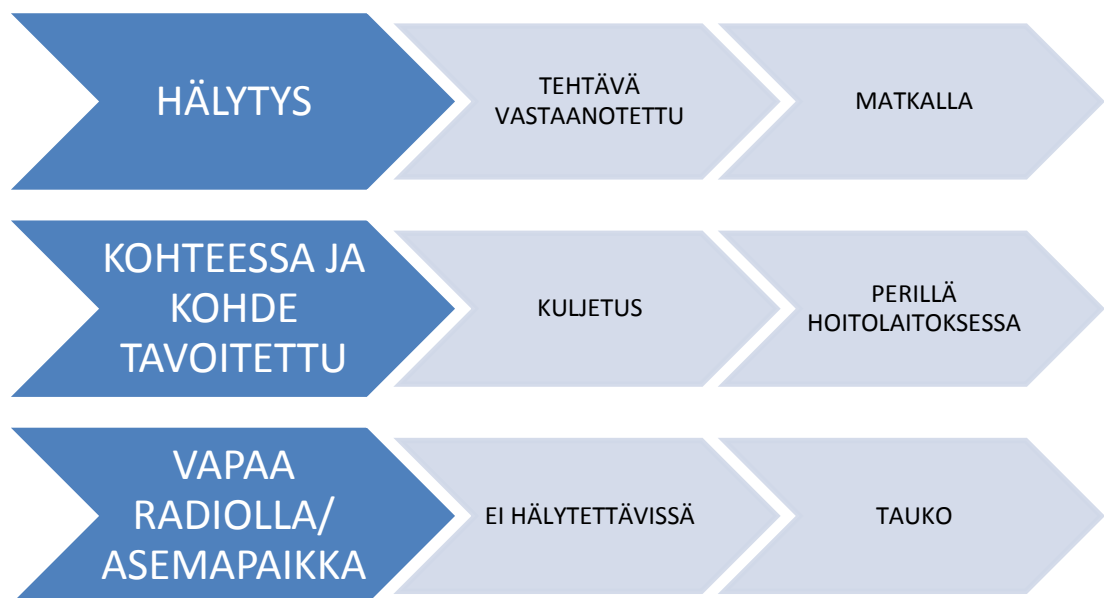 HÄLYTYS
TEHTÄVÄ
VASTAANOTETTU
MATKALLA
KOHTEESSA JA
KOHDE
TAVOITETTU
KULJETUS
PERILLÄ
HOITOLAITOKSESSA
VAPAA
RADIOLLA/
ASEMAPAIKKA
EI HÄLYTETTÄVISSÄ
TAUKO